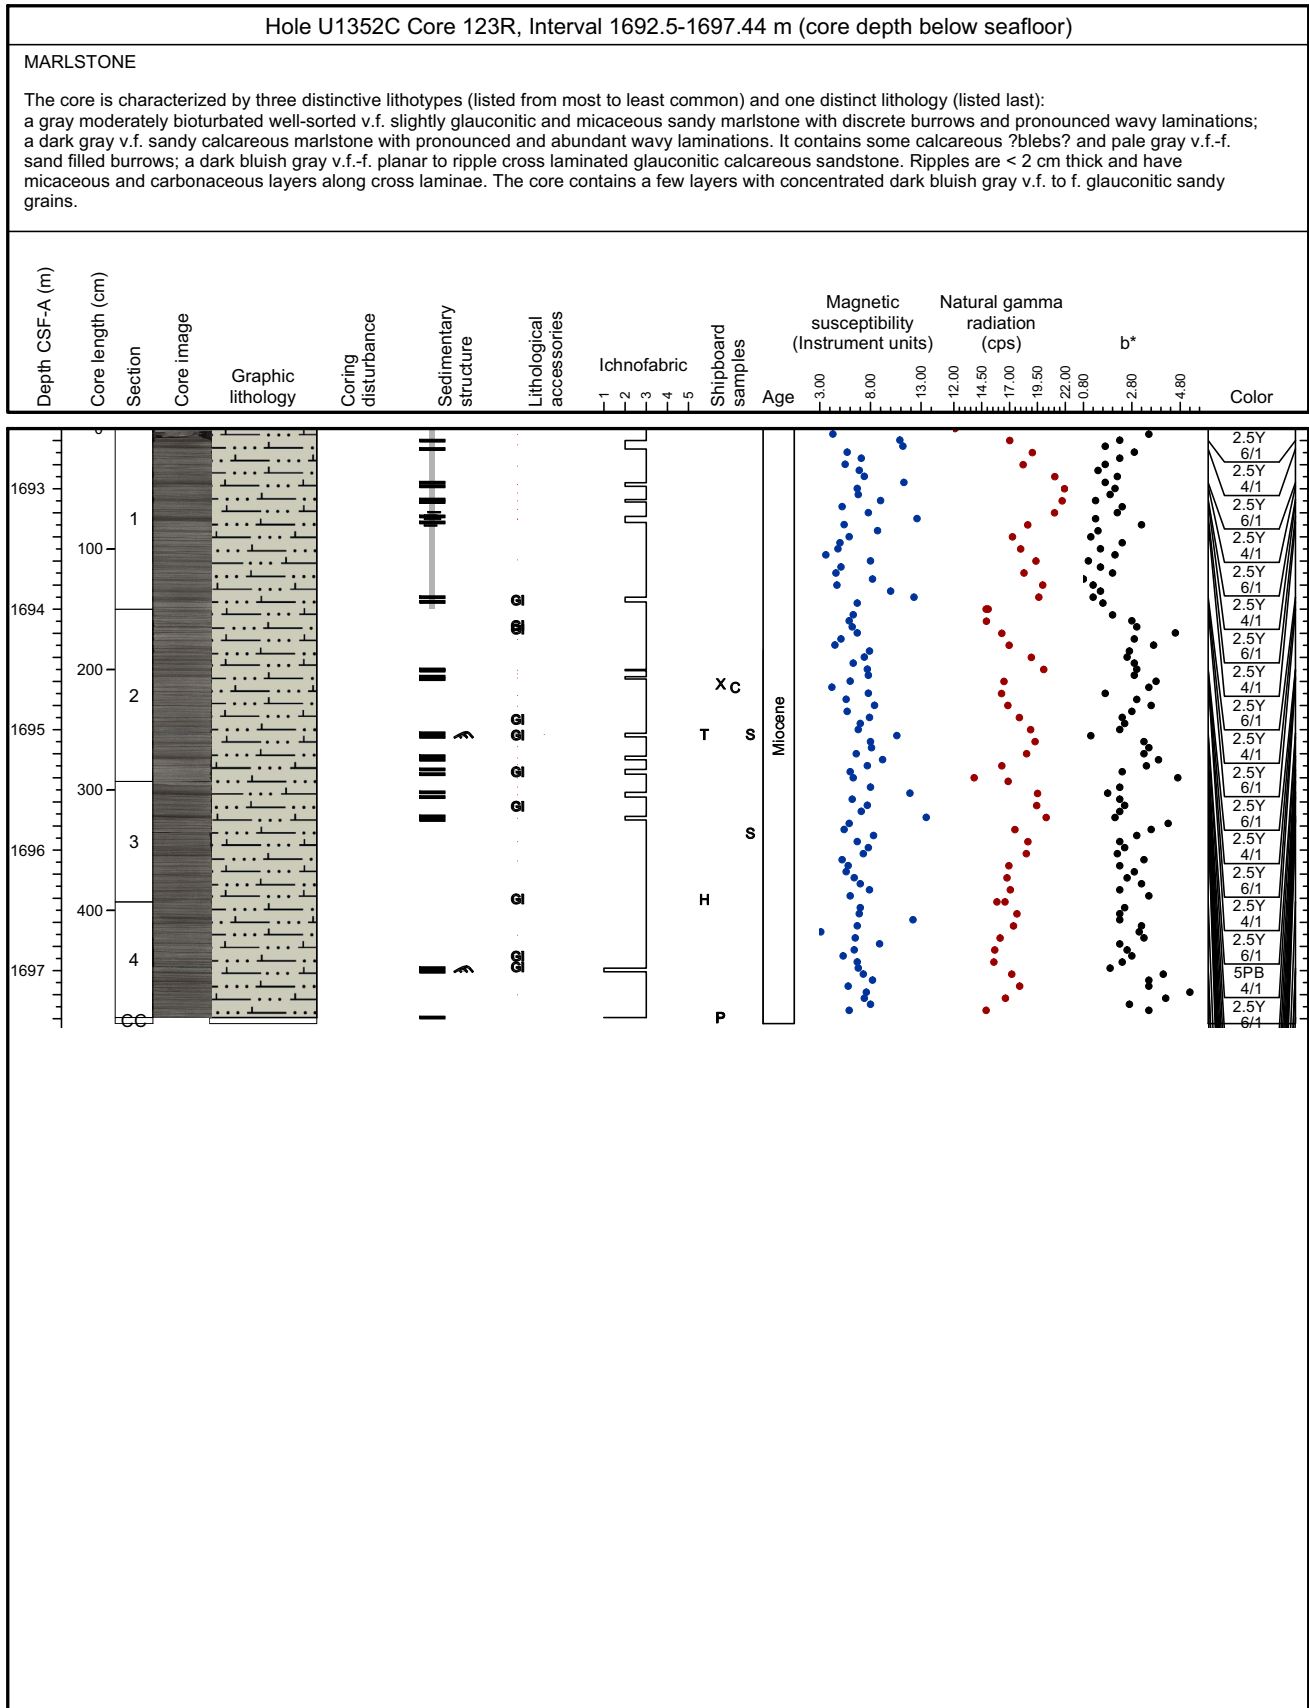 Hole U1352C Core 123R, Interval 1692.5-1697.44 m (core depth below seafloor)
MARLSTONE
The core is characterized by three distinctive lithotypes (listed from most to least common) and one distinct lithology (listed last):
a gray moderately bioturbated well-sorted v.f. slightly glauconitic and micaceous sandy marlstone with discrete burrows and pronounced wavy laminations;
a dark gray v.f. sandy calcareous marlstone with pronounced and abundant wavy laminations. It contains some calcareous ?blebs? and pale gray v.f.-f.
sand filled burrows; a dark bluish gray v.f.-f. planar to ripple cross laminated glauconitic calcareous sandstone. Ripples are < 2 cm thick and have
micaceous and carbonaceous layers along cross laminae. The core contains a few layers with concentrated dark bluish gray v.f. to f. glauconitic sandy
grains.
Depth CSF-A (m)
Core length (cm)
Section
Core image
Graphic
lithology
Coring
disturbance
Sedimentary
structure
Lithological
accessories
Ichnofabric
1 2 3 4 5
Shipboard
samples
Age
Magnetic
susceptibility
(Instrument units)
3.00 8.00 13.00
Natural gamma
radiation
(cps)
12.00 14.50 17.00 19.50 22.00
b*
0.80 2.80 4.80
Color
1693
1694
1695
1696
1697
0
100
200
300
400
1
2
3
4
CC
Gl
Gl
Gl
Gl
Gl
Gl
Gl
Gl
Gl
Gl
X C
T S
S
H
P
Miocene
2.5Y
6/1
2.5Y
4/1
2.5Y
6/1
2.5Y
4/1
2.5Y
6/1
2.5Y
4/1
2.5Y
6/1
2.5Y
4/1
2.5Y
6/1
2.5Y
4/1
2.5Y
6/1
2.5Y
6/1
2.5Y
4/1
2.5Y
6/1
2.5Y
4/1
2.5Y
6/1
5PB
4/1
2.5Y
6/1